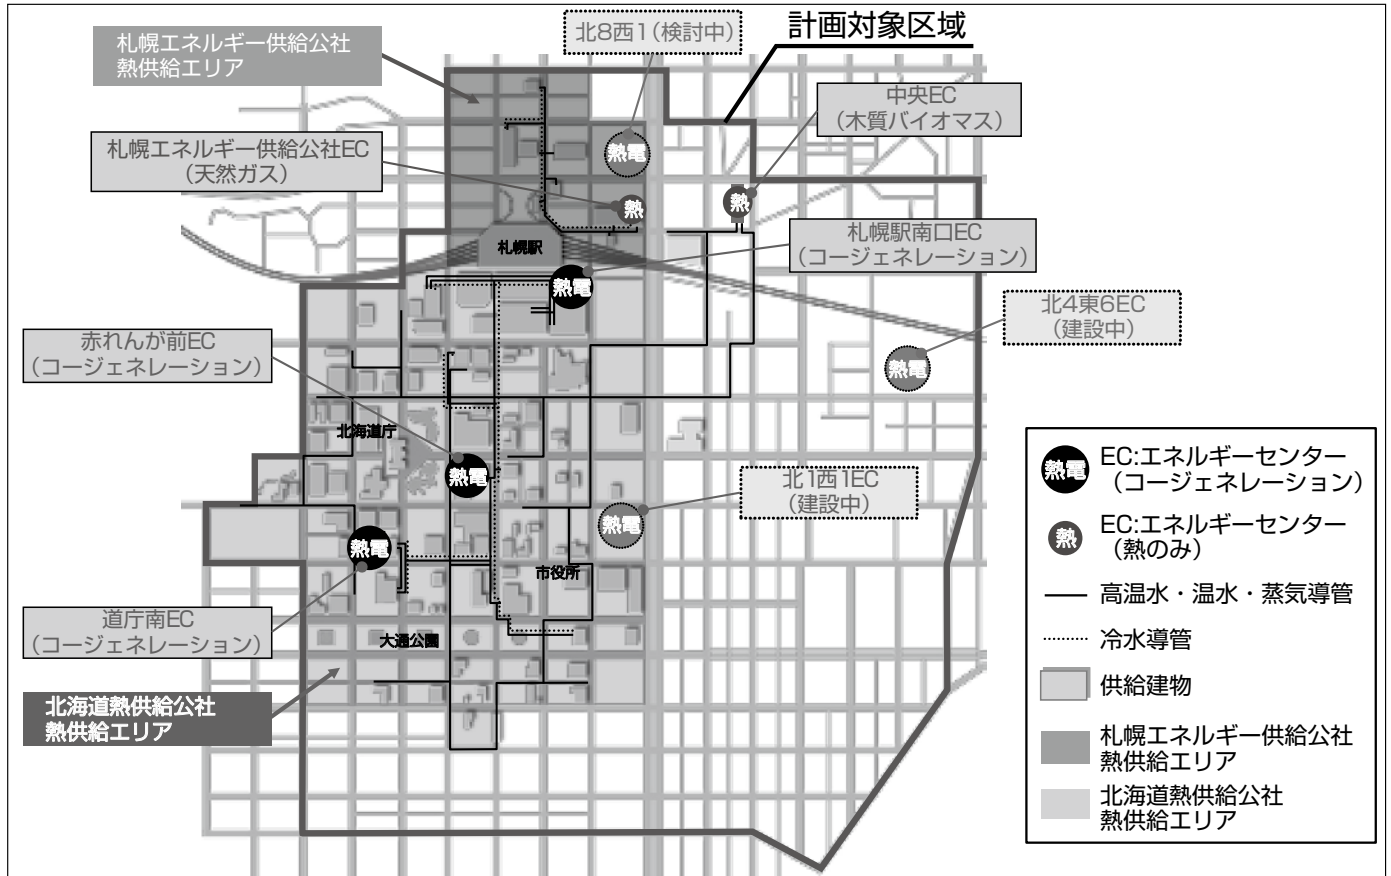 計画対象区域
北8西1(検討中)
札幌エネルギー供給公社
熱供給エリア
中央EC
(木質バイオマス)
札幌エネルギー供給公社EC
(天然ガス)
熱電
熱
熱
札幌駅南口EC
(コージェネレーション)
札幌駅
熱電
北4東6EC
(建設中)
熱電
赤れんが前EC
(コージェネレーション)
北海道庁
熱電
北1西1EC
(建設中)
熱電
熱電
市役所
道庁南EC
(コージェネレーション)
大通公園
北海道熱供給公社
熱供給エリア
熱電
EC:エネルギーセンター
(コージェネレーション)
熱
EC:エネルギーセンター
(熱のみ)
高温水・温水・蒸気導管
冷水導管
供給建物
札幌エネルギー供給公社
熱供給エリア
北海道熱供給公社
熱供給エリア